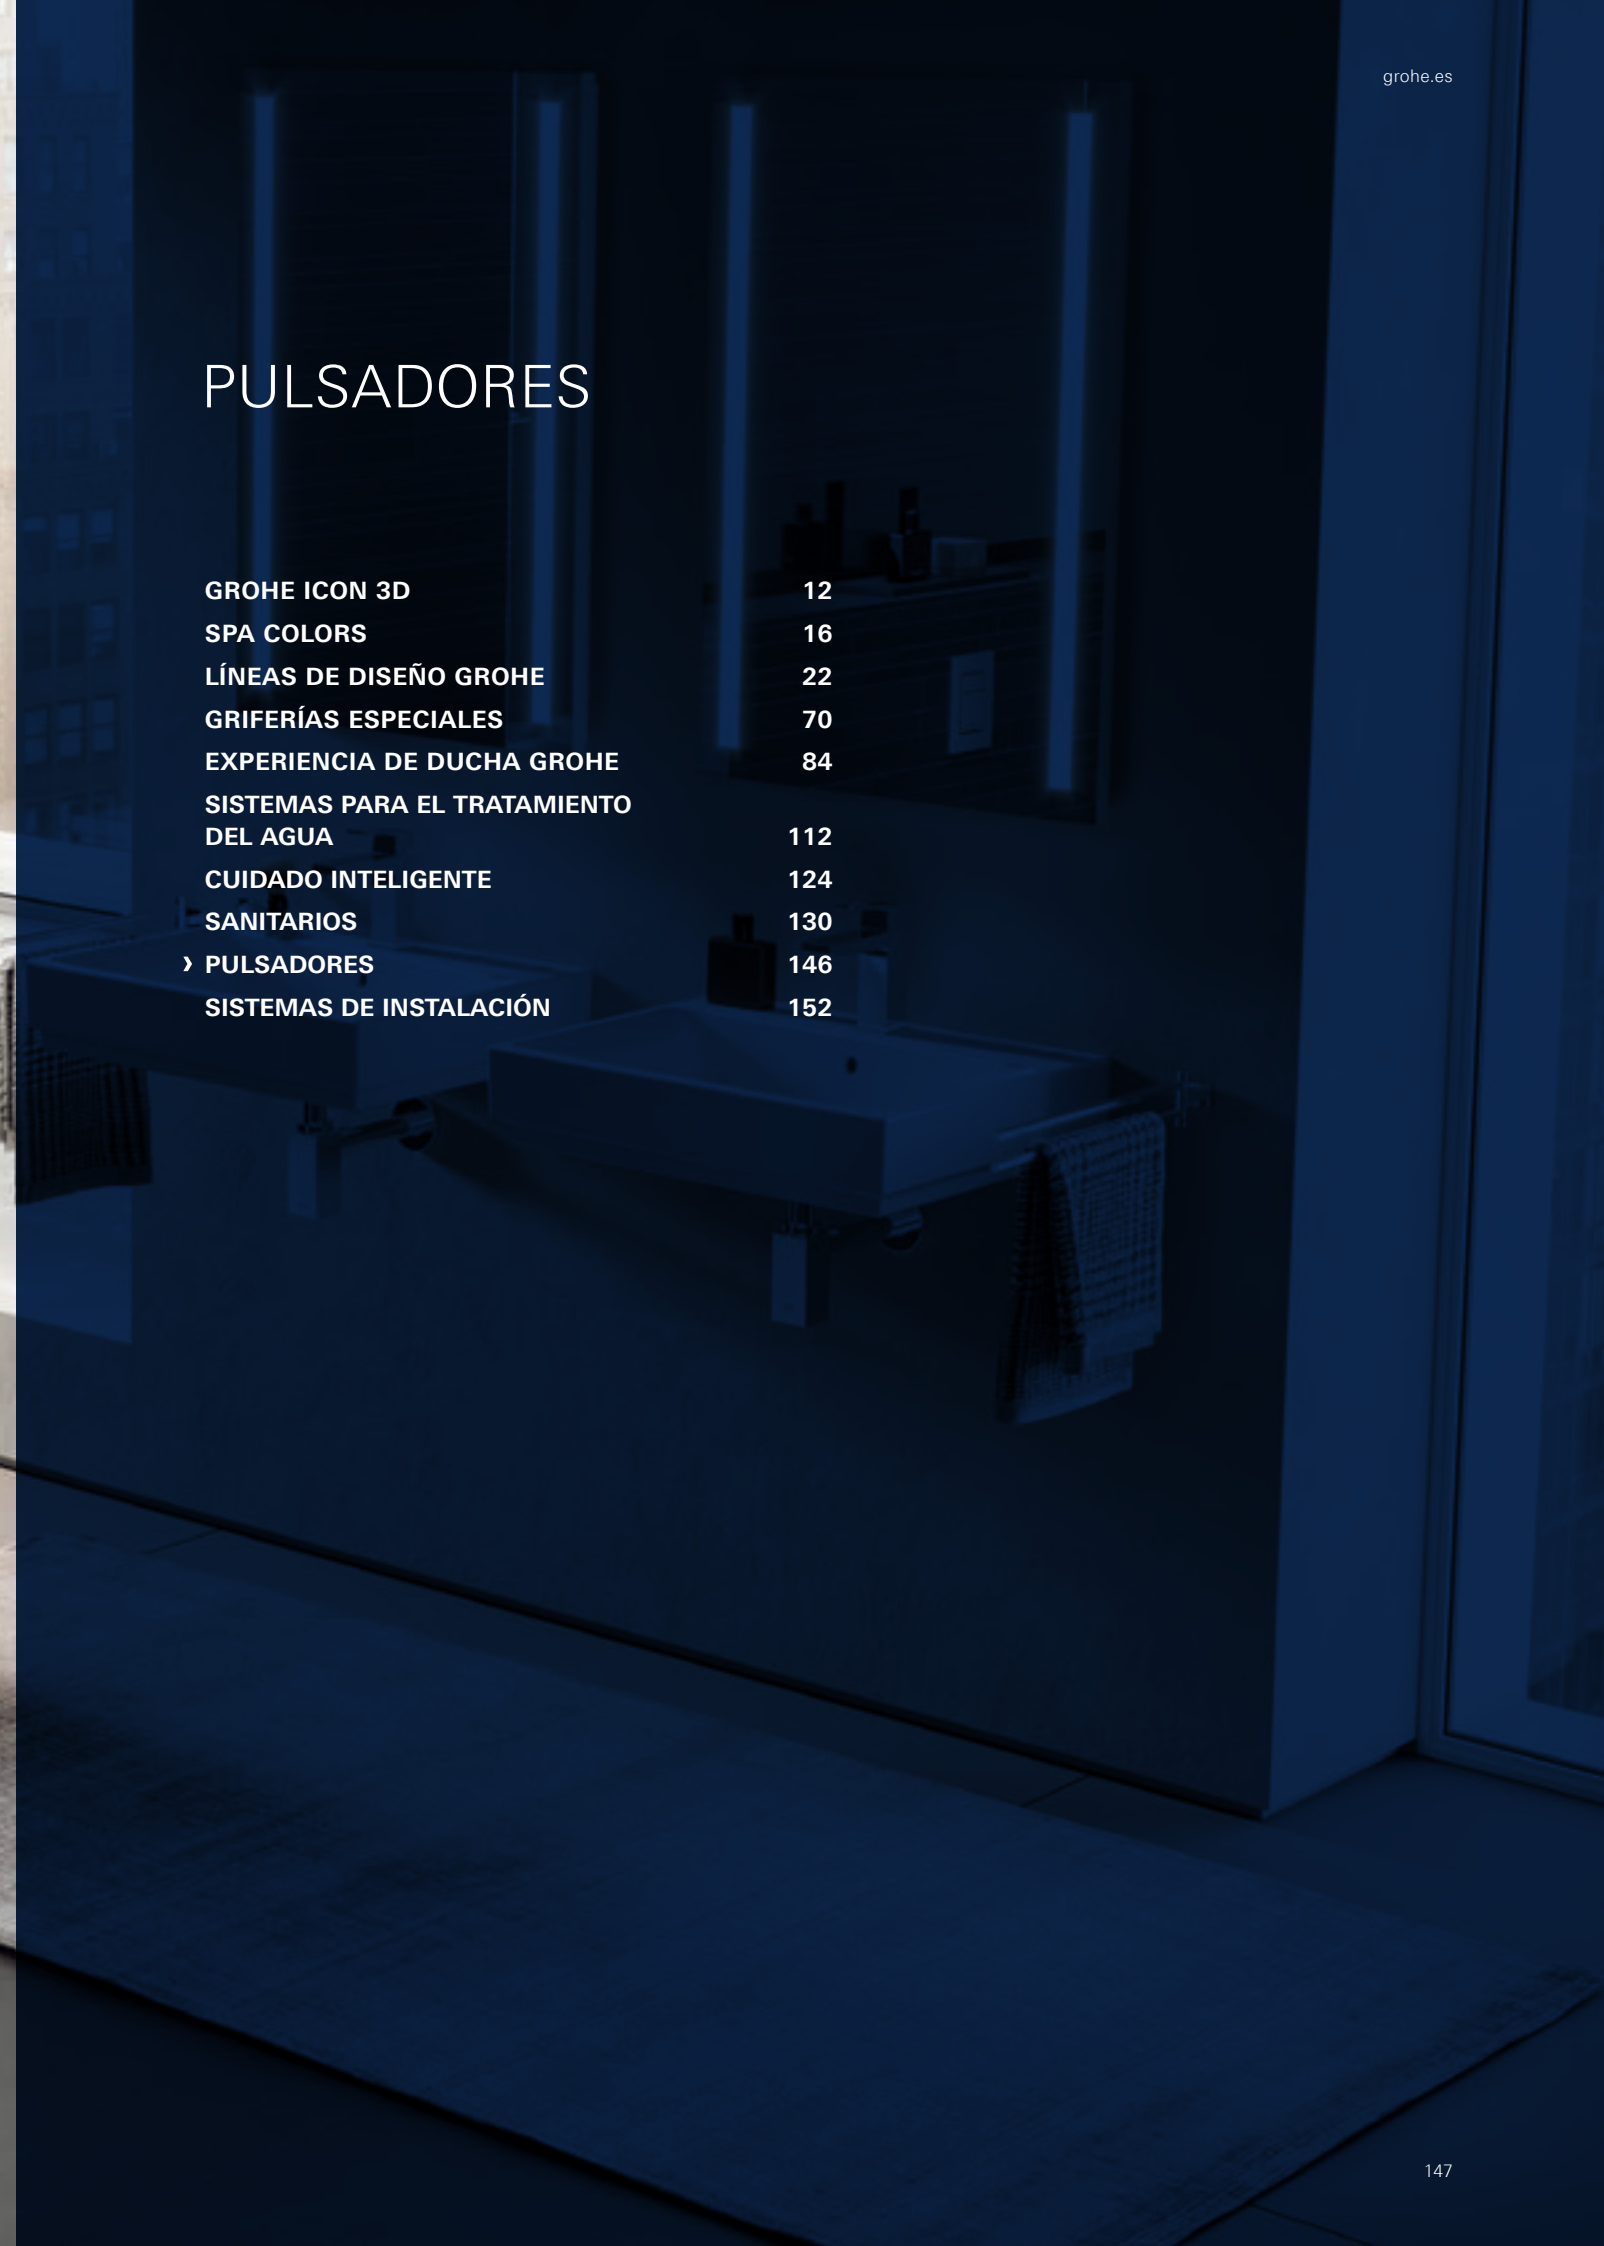 grohe.es
PULSADORES
GROHE ICON 3D 12
SPA COLORS 16
LÍNEAS DE DISEÑO GROHE 22
GRIFERÍAS ESPECIALES 70
EXPERIENCIA DE DUCHA GROHE 84
SISTEMAS PARA EL TRATAMIENTO
DEL AGUA 112
CUIDADO INTELIGENTE 124
SANITARIOS 130
› PULSADORES 146
SISTEMAS DE INSTALACIÓN 152
147